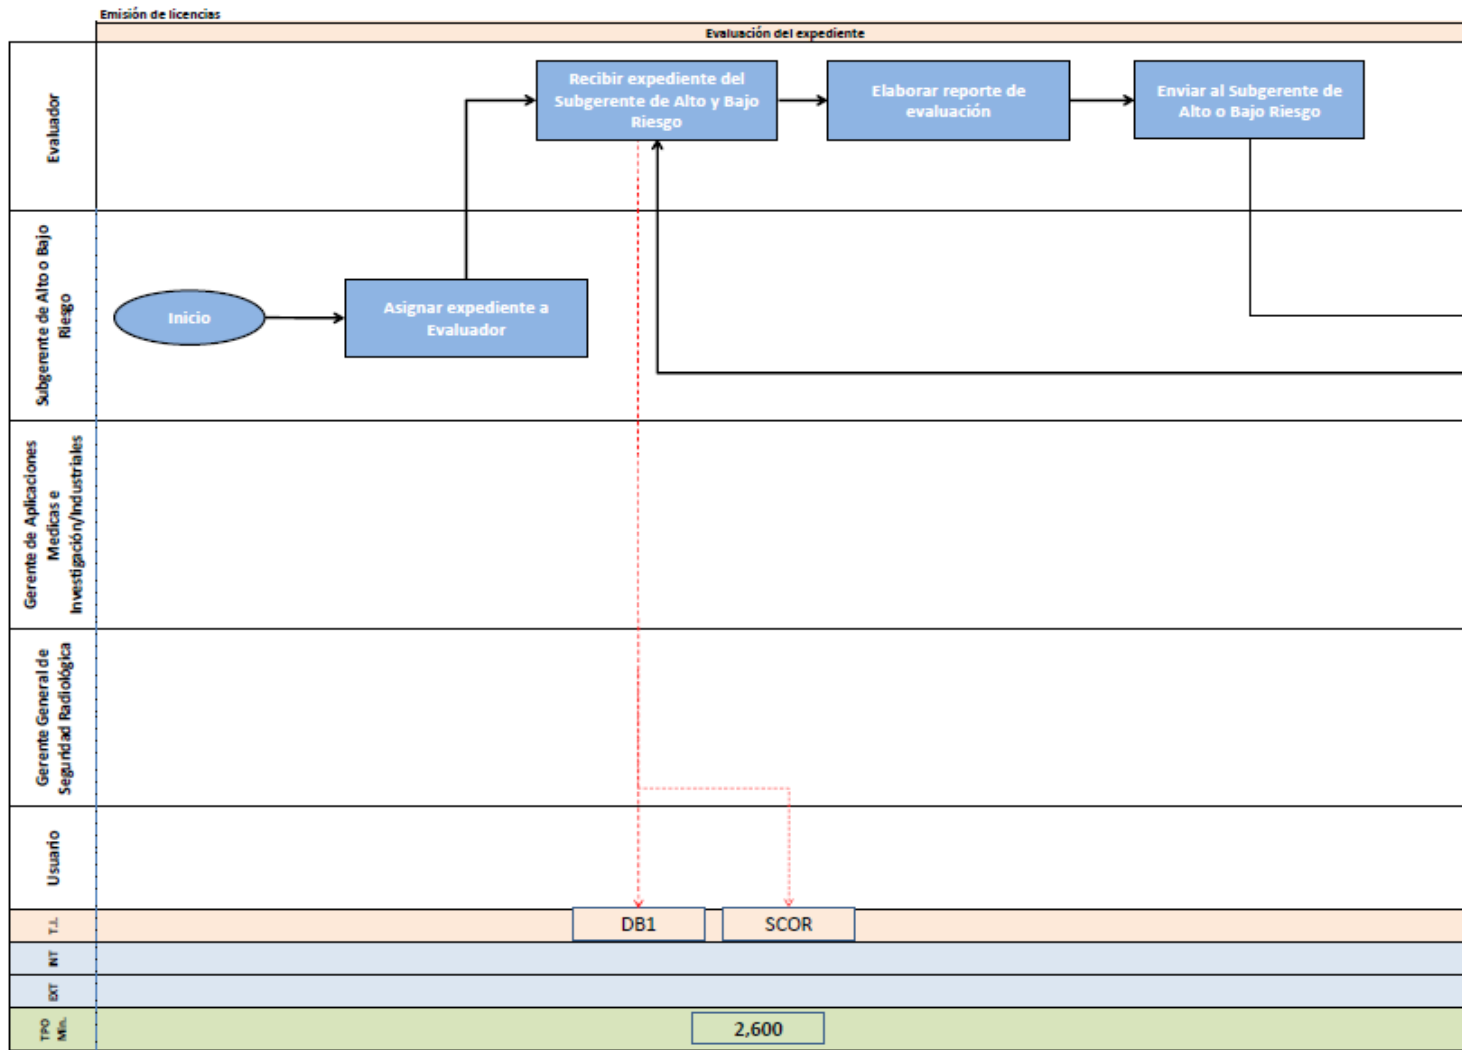 Emisión de licencias
Evaluación del expediente
Evaluador
Recibir expediente del
Subgerente de Alto y Bajo
Riesgo
Elaborar reporte de
evaluación
Enviar al Subgerente de
Alto o Bajo Riesgo
Subgerente de Alto o Bajo
Riesgo
Inicio
Asignar expediente a
Evaluador
Gerente de Aplicaciones
Medicas e
Investigación/Industriales
Gerente General de
Seguridad Radiológica
Usuario
T.I.
DB1
SCOR
INT
EXT
TPO
Min.
2,600